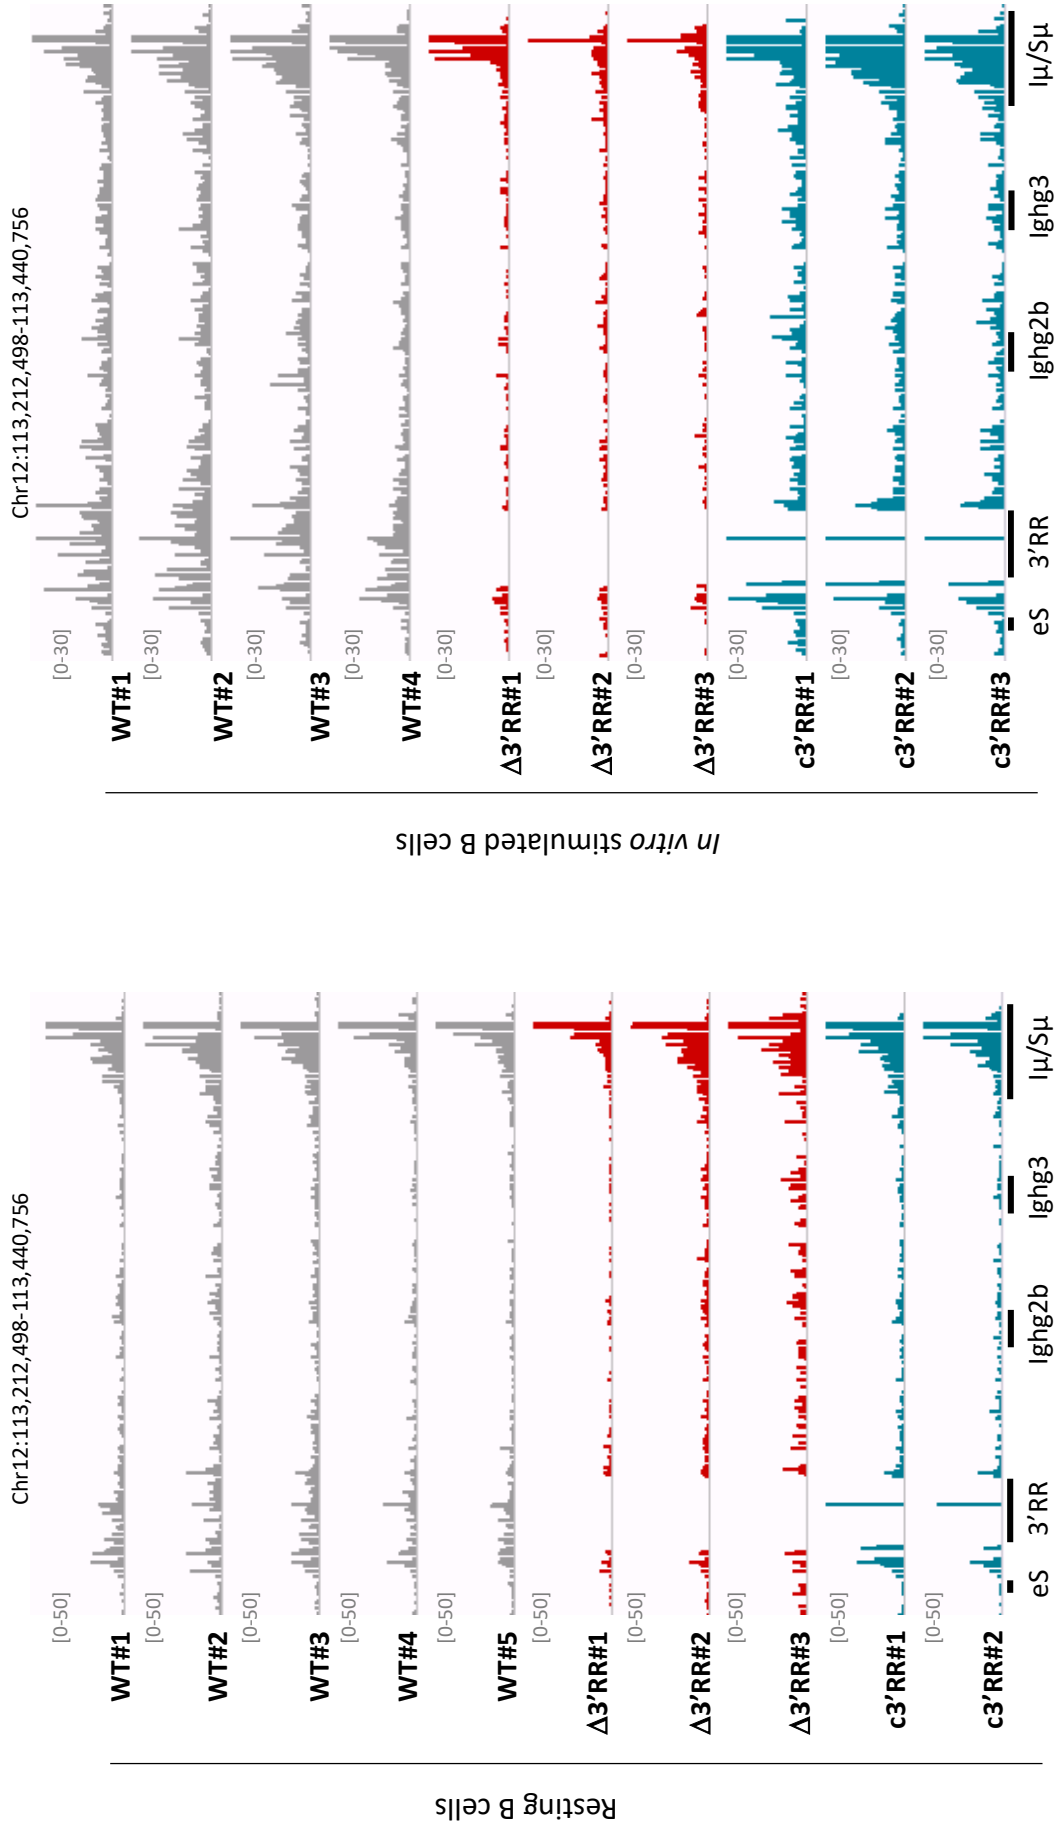 Resting B cells
Chr12:113,212,498-113,440,756
[0-50]
WT#1
[0-50]
WT#2
[0-50]
WT#3
[0-50]
WT#4
[0-50]
WT#5
[0-50]
Δ3’RR#1
[0-50]
Δ3’RR#2
[0-50]
Δ3’RR#3
[0-50]
c3’RR#1
[0-50]
c3’RR#2
eS 3’RR Ighg2b Ighg3 Iμ/Sμ
In vitro stimulated B cells
Chr12:113,212,498-113,440,756
[0-30]
WT#1
[0-30]
WT#2
[0-30]
WT#3
[0-30]
WT#4
[0-30]
Δ3’RR#1
[0-30]
Δ3’RR#2
[0-30]
Δ3’RR#3
[0-30]
c3’RR#1
[0-30]
c3’RR#2
[0-30]
c3’RR#3
eS 3’RR Ighg2b Ighg3 Iμ/Sμ